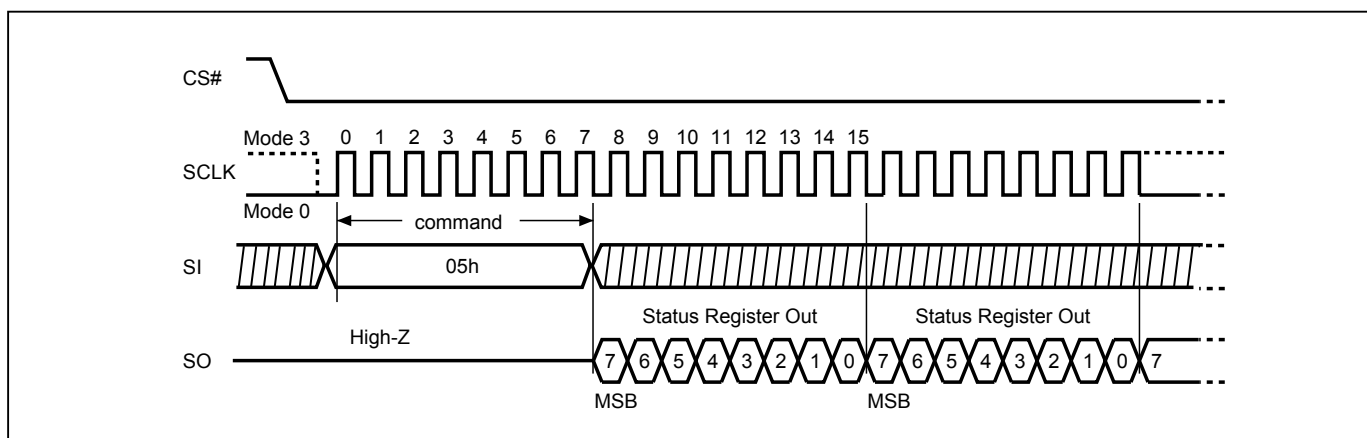 CS#
Mode 3
0 1 2 3 4 5 6 7 8 9 10 11 12 13 14 15
SCLK
Mode 0
command
SI
05h
Status Register Out Status Register Out
High-Z
SO
7 6 5 4 3 2 1 0 7 6 5 4 3 2 1 0 7
MSB MSB